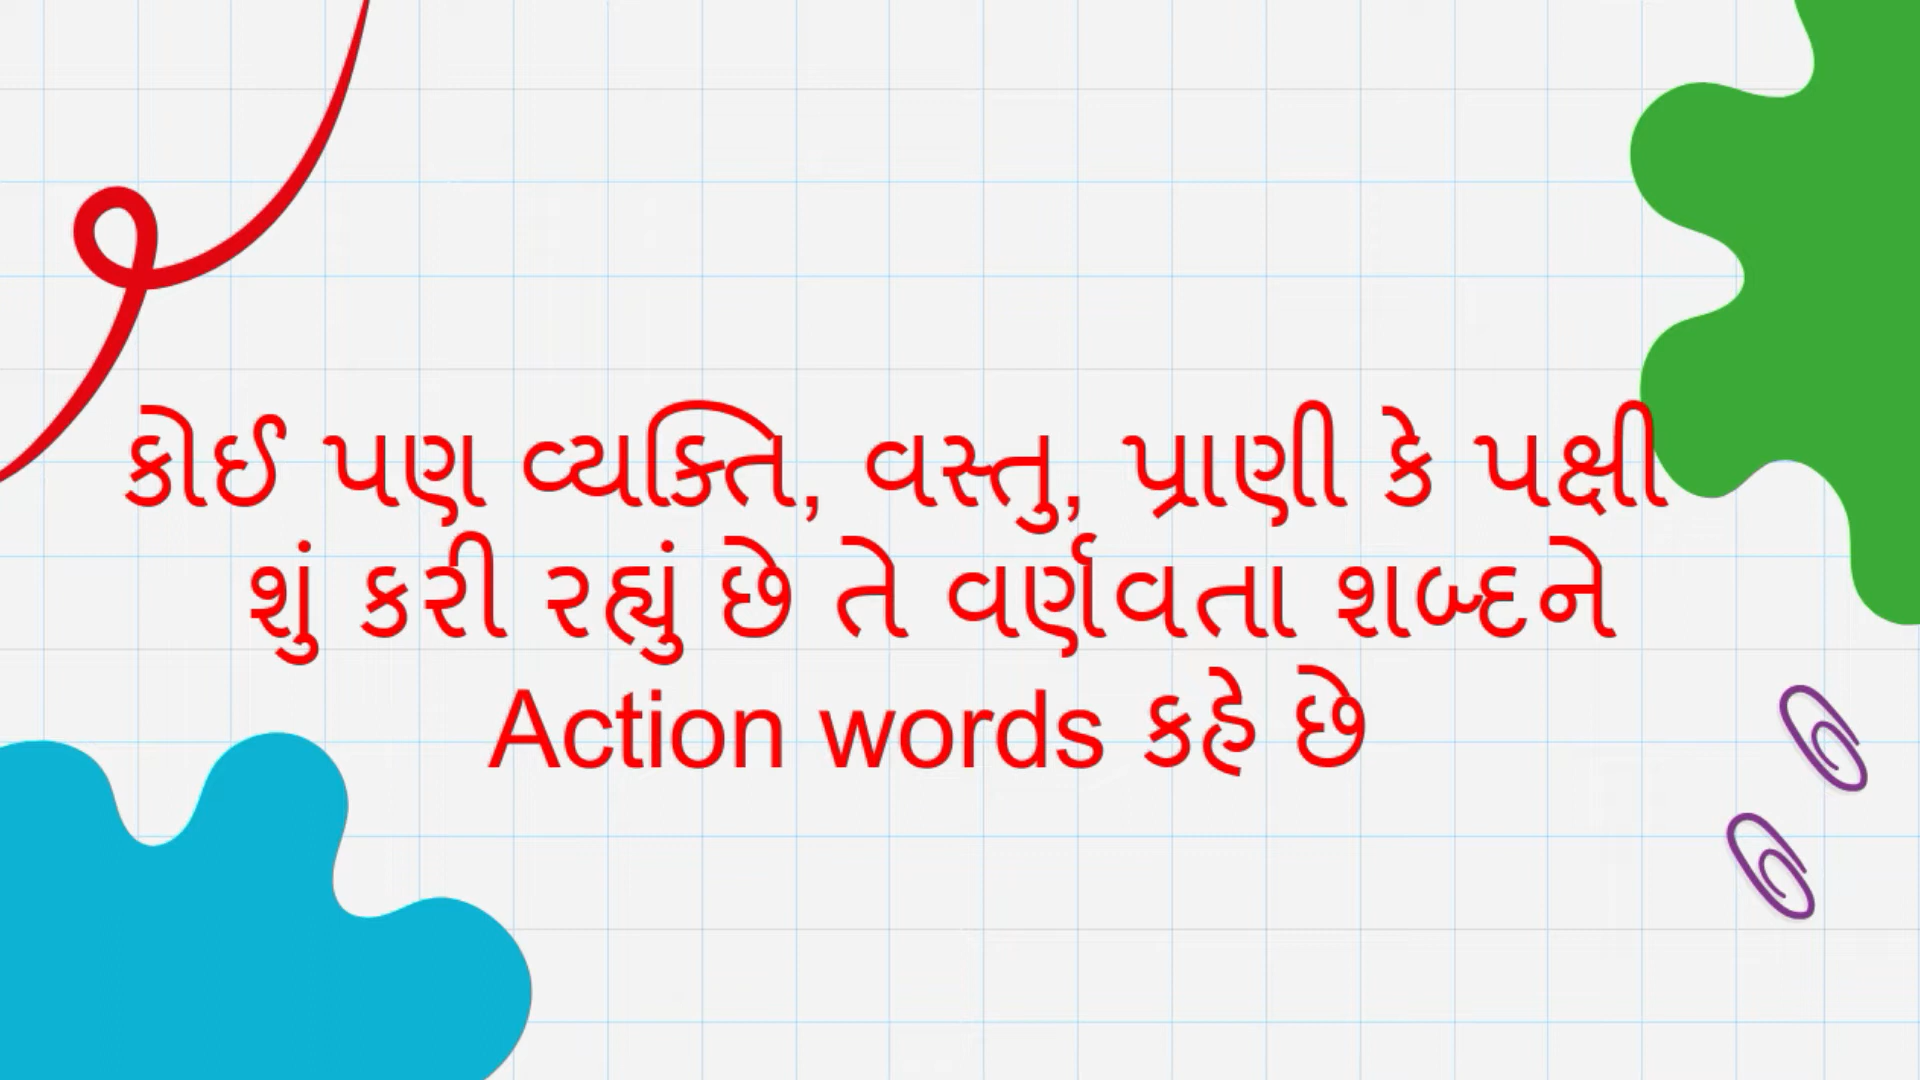 કોઈ પણ વ્યક્તિ, વસ્તુ, પ્રાણી કે પક્ષી
શું કરી રહ્યું છે તે વર્ણવતા શબ્દને
Action words કહે છે